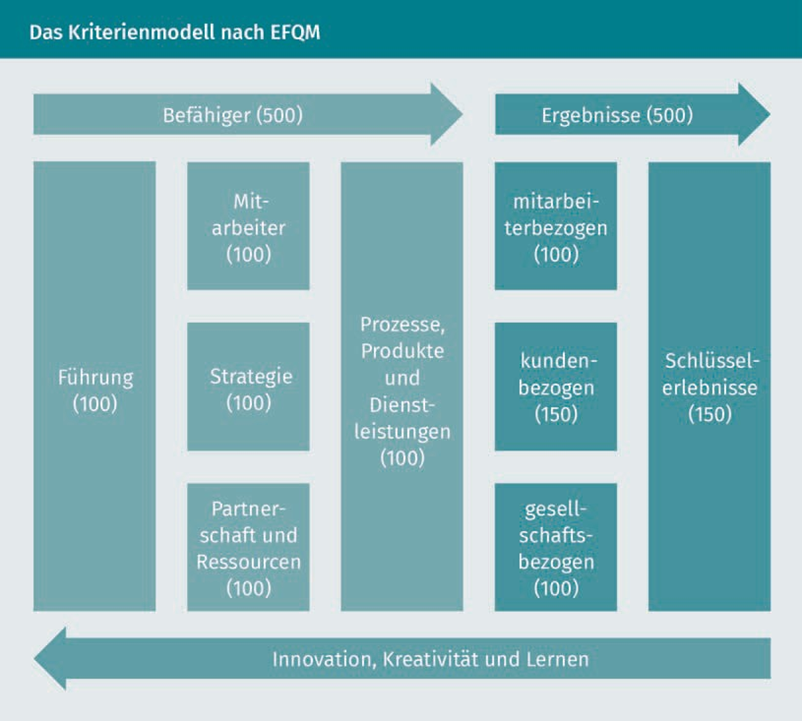 Das Kriterienmodell nach EFQM
Befähiger (500)
Ergebnisse (500)
Führung
(100)
Mit-
arbeiter
(100)
Strategie
(100)
Partner-
schaft und
Ressourcen
(100)
Prozesse,
Produkte
und
Dienst-
leistungen
(100)
mitarbei-
terbezogen
(100)
kunden-
bezogen
(150)
gesell-
schafts-
bezogen
(100)
Schlüssel-
erlebnisse
(150)
Innovation, Kreativität und Lernen